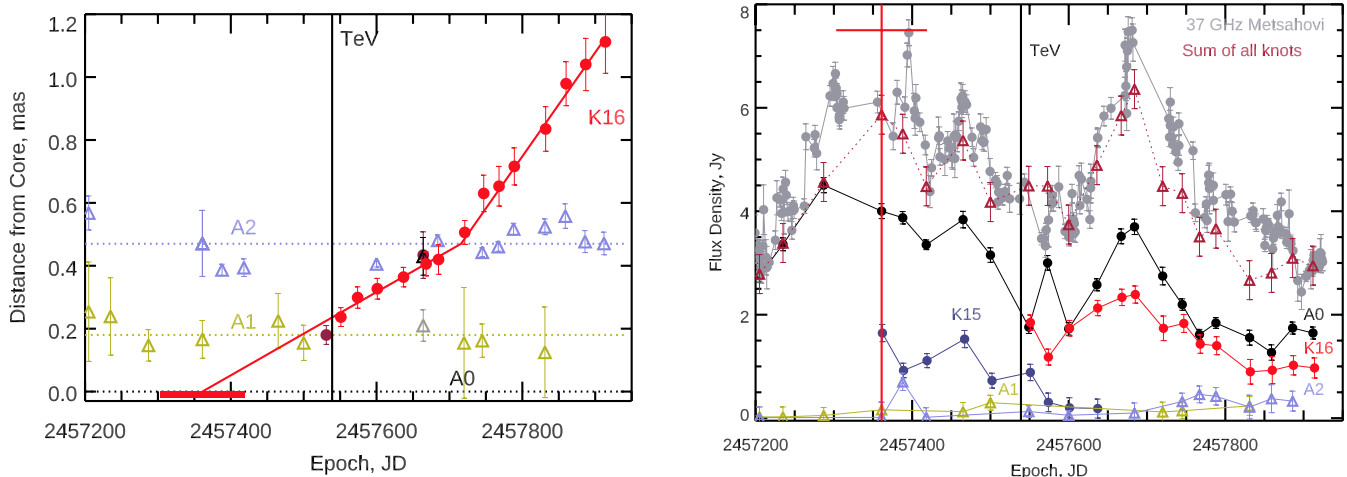 1.2
1.0
0.8
0.6
0.4
0.2
0.0
Distance from Core, mas
TeV
K16
A2
A1
A0
2457200
2457400
2457600
2457800
Epoch, JD
8
6
4
2
0
Flux Density, Jy
37 GHz Metsahovi
Sum of all knots
TeV
K15
A0
K16
A1
A2
2457200
2457400
2457600
2457800
Epoch, JD